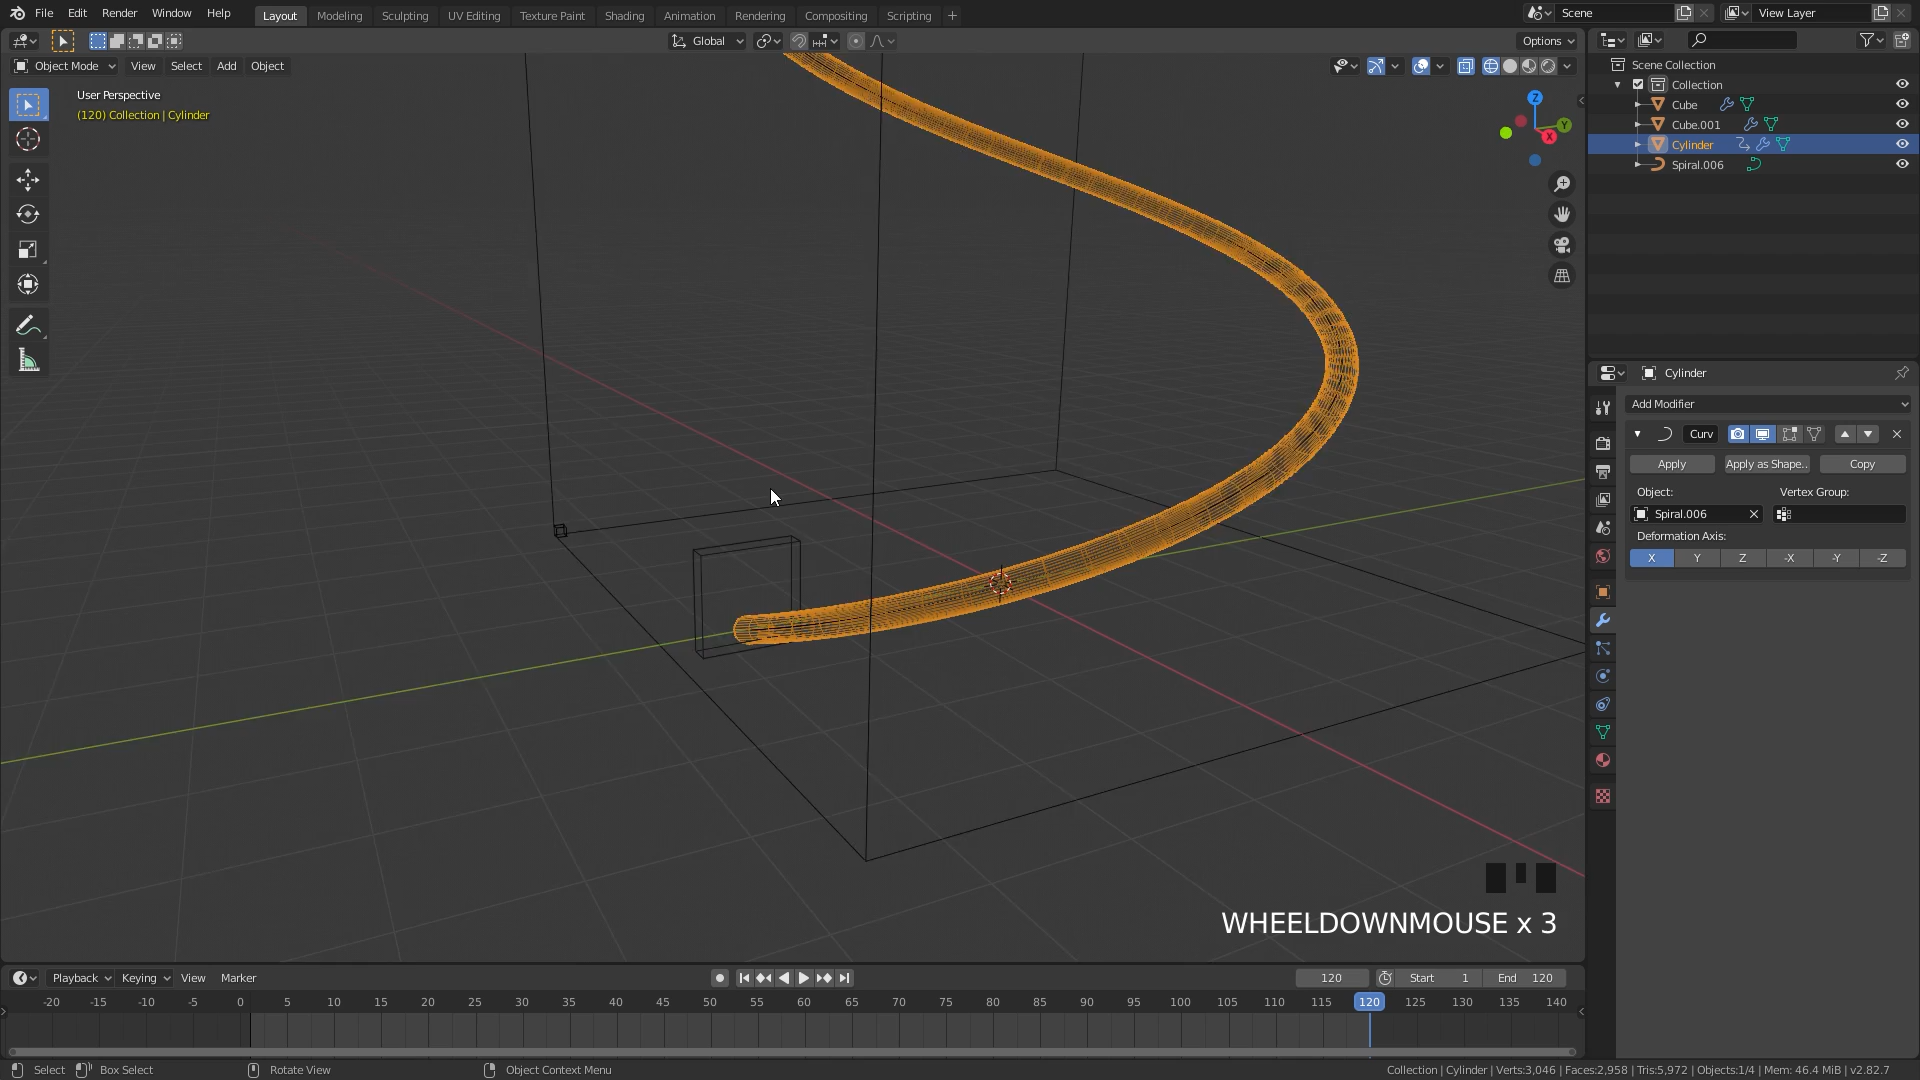 File Edit Render Window Help Layout Modeling Sculpting UV Editing Texture Paint Shading Animation Rendering Compositing Scripting + Scene View Layer
Global Options
Object Mode View Select Add Object
User Perspective
(120) Collection | Cylinder
Z
Y
X
Scene Collection
Collection
Cube
Cube.001
Cylinder
Spiral.006
Cylinder
Add Modifier
Curv
Apply Apply as Shape.. Copy
Object: Vertex Group:
Spiral.006
Deformation Axis:
X Y Z -X -Y -Z
WHEELDOWNMOUSE x 3
Playback Keying View Marker 120 Start 1 End 120
-20 -15 -10 -5 0 5 10 15 20 25 30 35 40 45 50 55 60 65 70 75 80 85 90 95 100 105 110 115 120 125 130 135 140
Select Box Select Rotate View Object Context Menu Collection | Cylinder | Verts:3,046 | Faces:2,958 | Tris:5,972 | Objects:1/4 | Mem: 46.4 MiB | v2.82.7